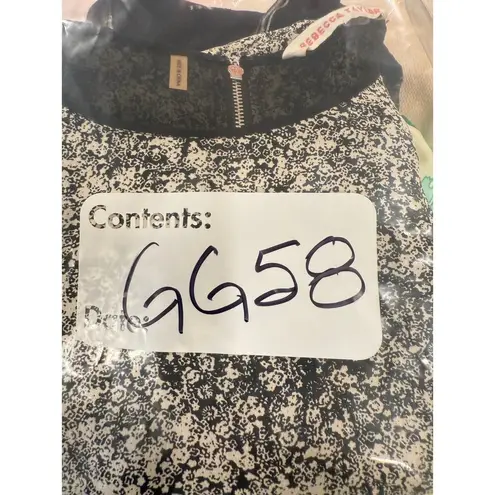 REBECCA TAYLOR
Contents:
GG58
Date: